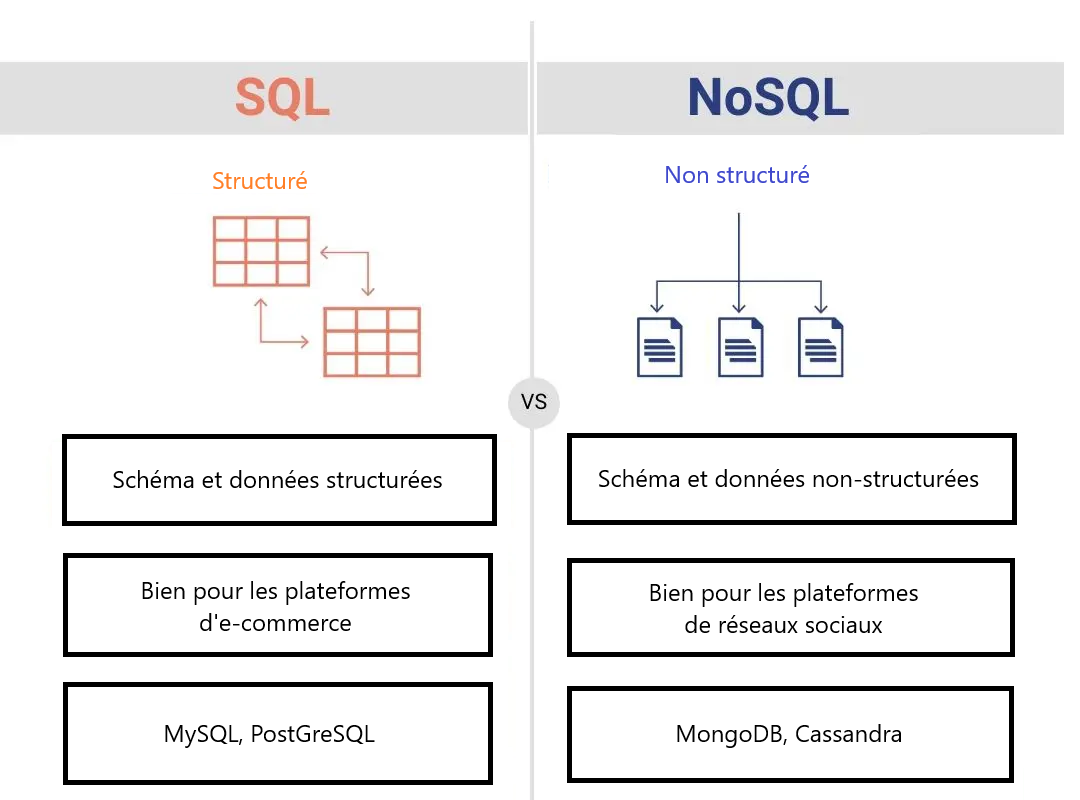 SQL
NoSQL
Structuré
Non structuré
VS
Schéma et données structurées
Schéma et données non-structurées
Bien pour les plateformes
d'e-commerce
Bien pour les plateformes
de réseaux sociaux
MySQL, PostGreSQL
MongoDB, Cassandra